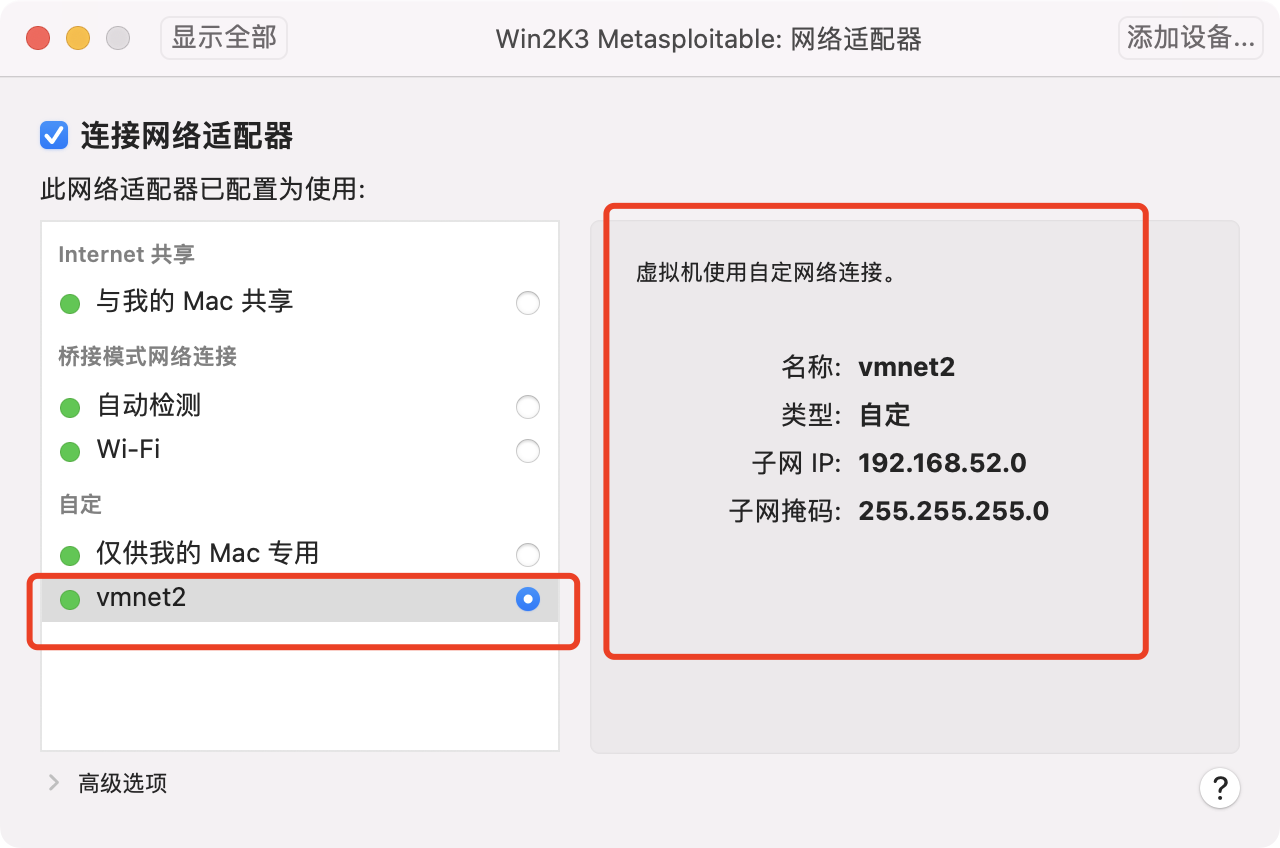 显示全部
Win2K3 Metasploitable: 网络适配器
添加设备...
连接网络适配器
此网络适配器已配置为使用:
Internet 共享
与我的 Mac 共享
桥接模式网络连接
自动检测
Wi-Fi
自定
仅供我的 Mac 专用
vmnet2
虚拟机使用自定网络连接。
名称: vmnet2
类型: 自定
子网 IP: 192.168.52.0
子网掩码: 255.255.255.0
高级选项
?